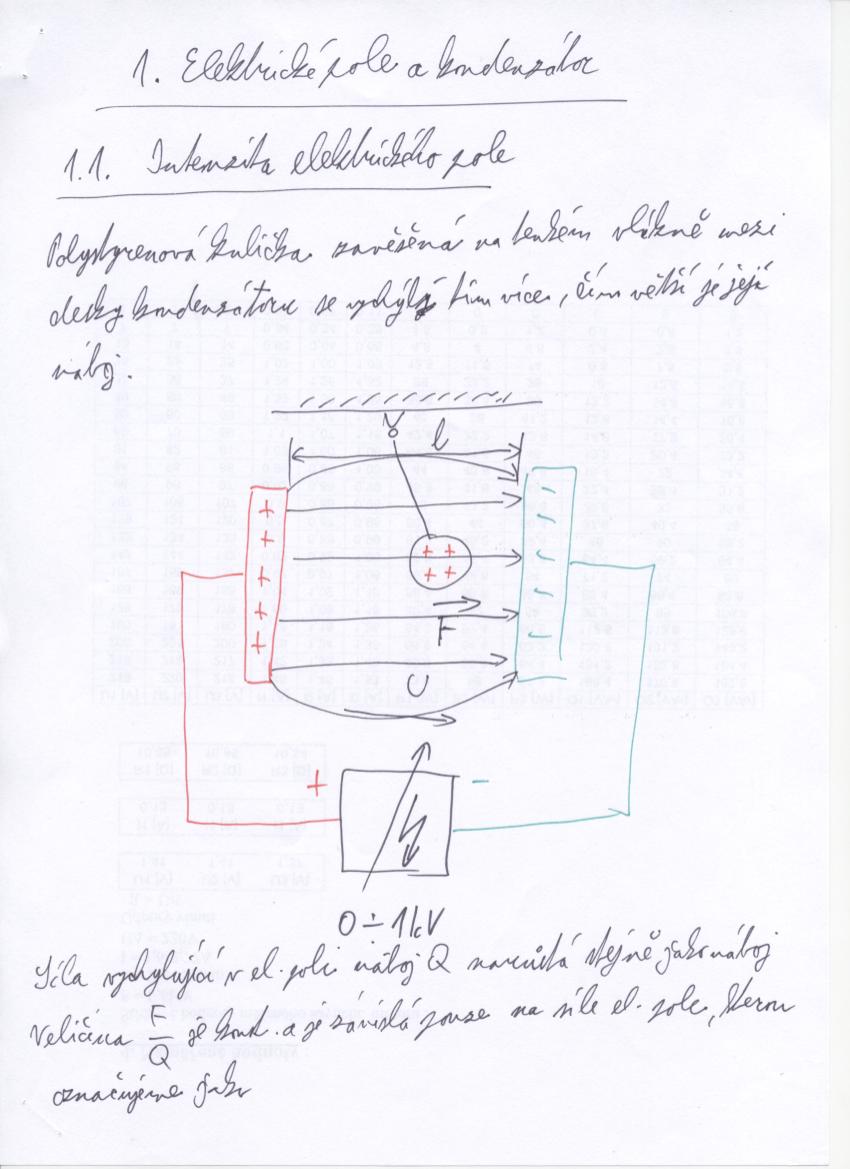 1. Elektrické pole a kondenzátor
1.1. Intenzita elektrického pole
Polystyrenová kulička zavěšená na tenkém vlákně mezi
desky kondenzátoru se vychýlí tím více, čím větší je její
náboj.
l
+ + + + +
- - - - -
+ + + +
F
U
+ -
0 ÷ 1kV
Síla vychylující v el. poli náboj Q narůstá stejně jako náboj
Veličina F/Q je konst. a je závislá pouze na síle el. pole, kterou
označujeme jako